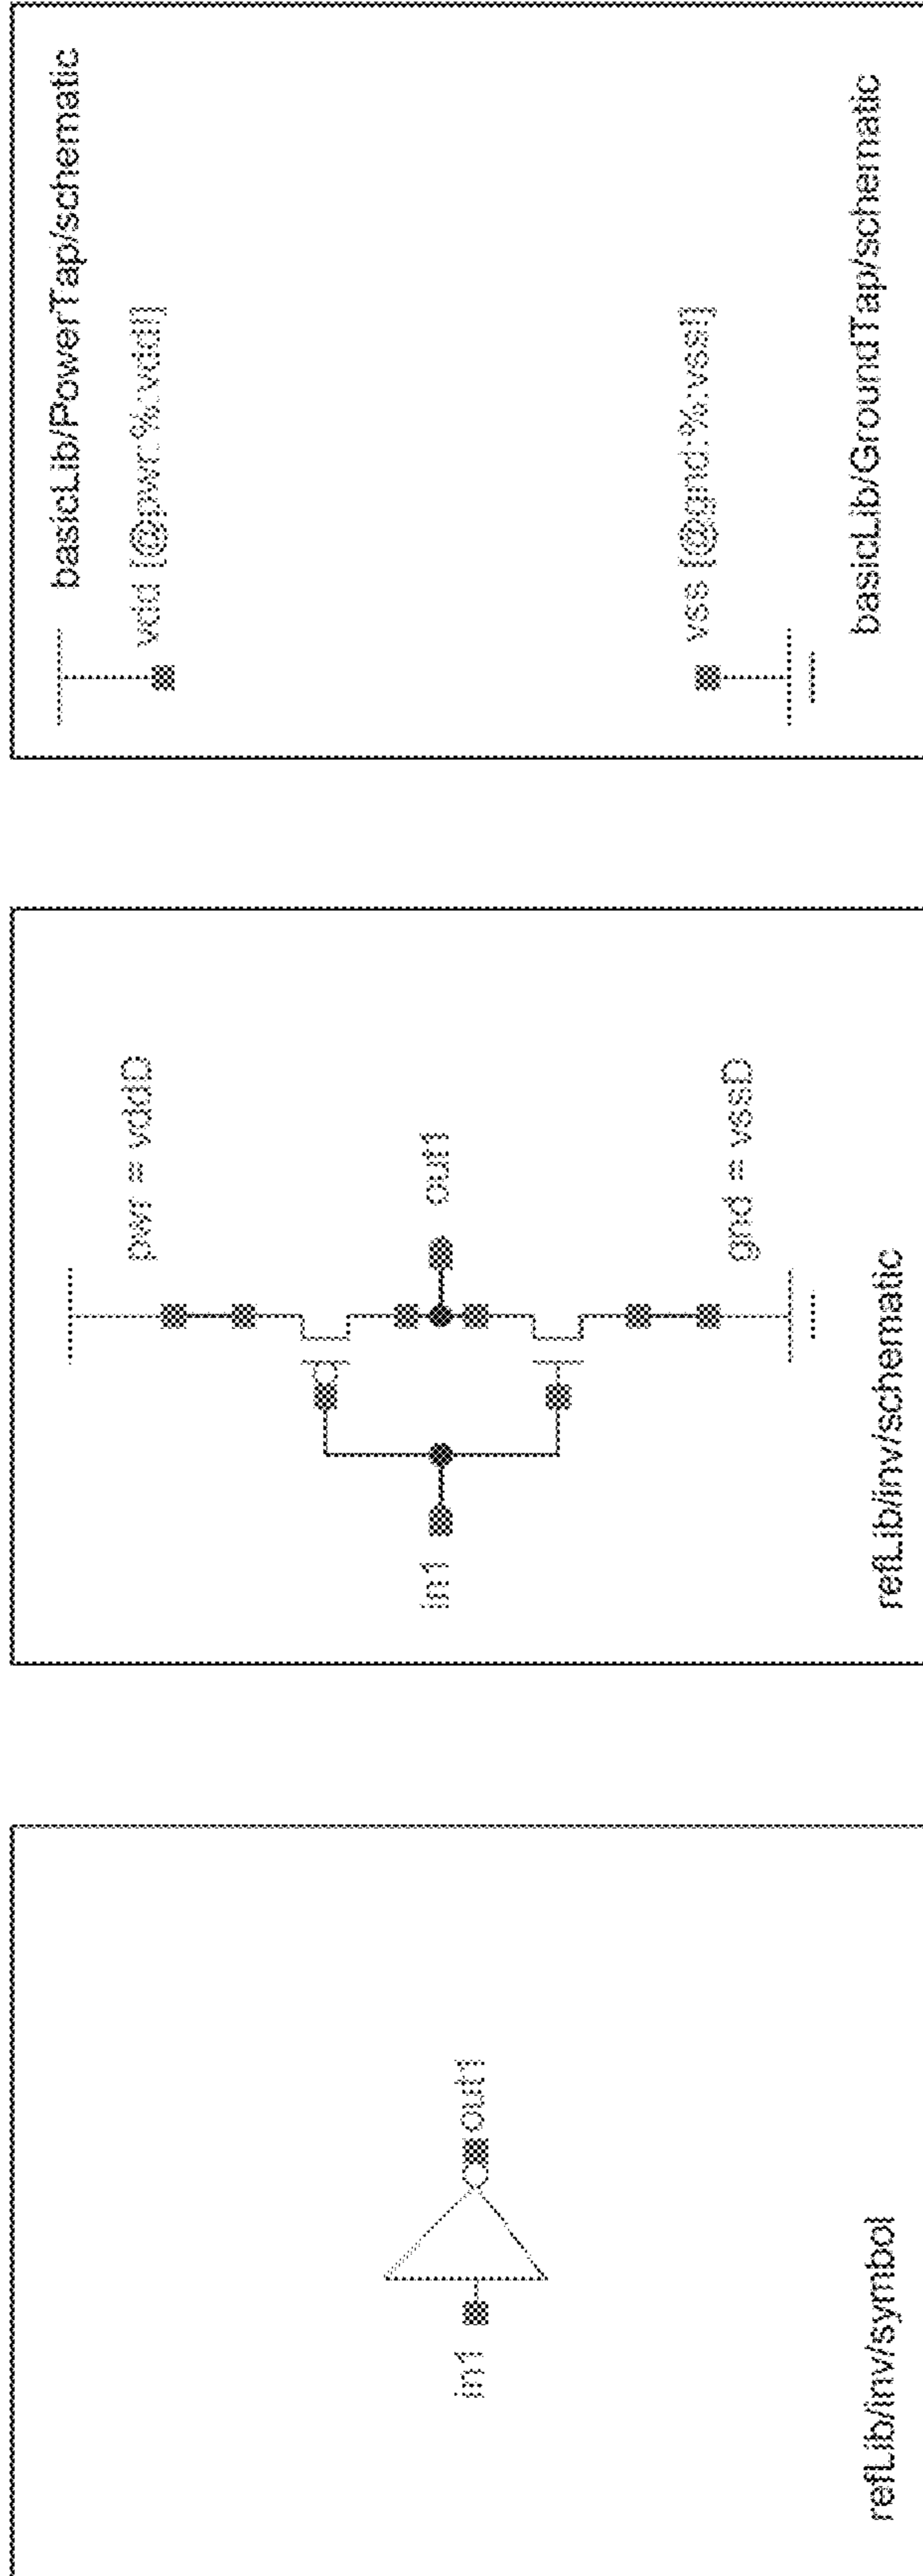 in1
out1
refLib/inv/symbol
pwr = vddD
in1
out1
gnd = vssD
refLib/inv/schematic
basicLib/PowerTap/schematic
vdd [@pwr:%:vdd!]
vss [@gnd:%:vss!]
basicLib/GroundTap/schematic